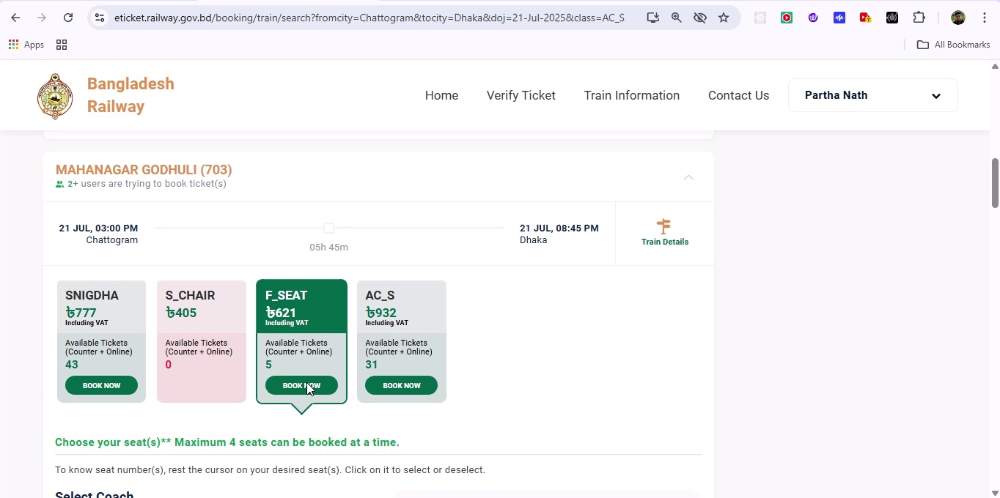 eticket.railway.gov.bd/booking/train/search?fromcity=Chattogram&tocity=Dhaka&doj=21-Jul-2025&class=AC_S
Apps
All Bookmarks
Bangladesh
Railway
Home
Verify Ticket
Train Information
Contact Us
Partha Nath
MAHANAGAR GODHULI (703)
2+ users are trying to book ticket(s)
21 JUL, 03:00 PM
Chattogram
05h 45m
21 JUL, 08:45 PM
Dhaka
Train Details
SNIGDHA
৳777
Including VAT
Available Tickets
(Counter + Online)
43
BOOK NOW
S_CHAIR
৳405
Available Tickets
(Counter + Online)
0
F_SEAT
৳621
Including VAT
Available Tickets
(Counter + Online)
5
BOOK NOW
AC_S
৳932
Including VAT
Available Tickets
(Counter + Online)
31
BOOK NOW
Choose your seat(s)** Maximum 4 seats can be booked at a time.
To know seat number(s), rest the cursor on your desired seat(s). Click on it to select or deselect.
Select Coach